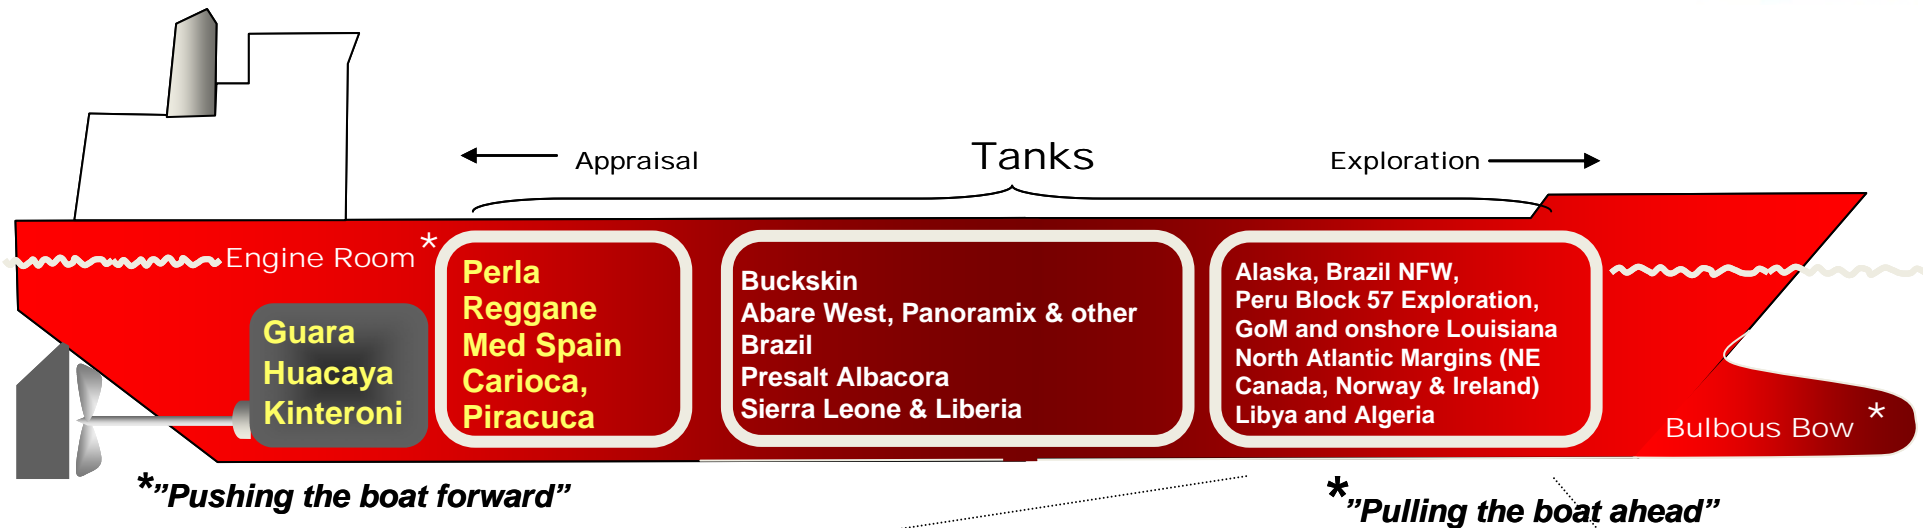 Appraisal
Tanks
Exploration
Engine Room *
Guara
Huacaya
Kinteroni
Perla
Reggane
Med Spain
Carioca,
Piracuca
Buckskin
Abare West, Panoramix & other
Brazil
Presalt Albacora
Sierra Leone & Liberia
Alaska, Brazil NFW,
Peru Block 57 Exploration,
GoM and onshore Louisiana
North Atlantic Margins (NE
Canada, Norway & Ireland)
Libya and Algeria
Bulbous Bow *
*”Pushing the boat forward”
*”Pulling the boat ahead”